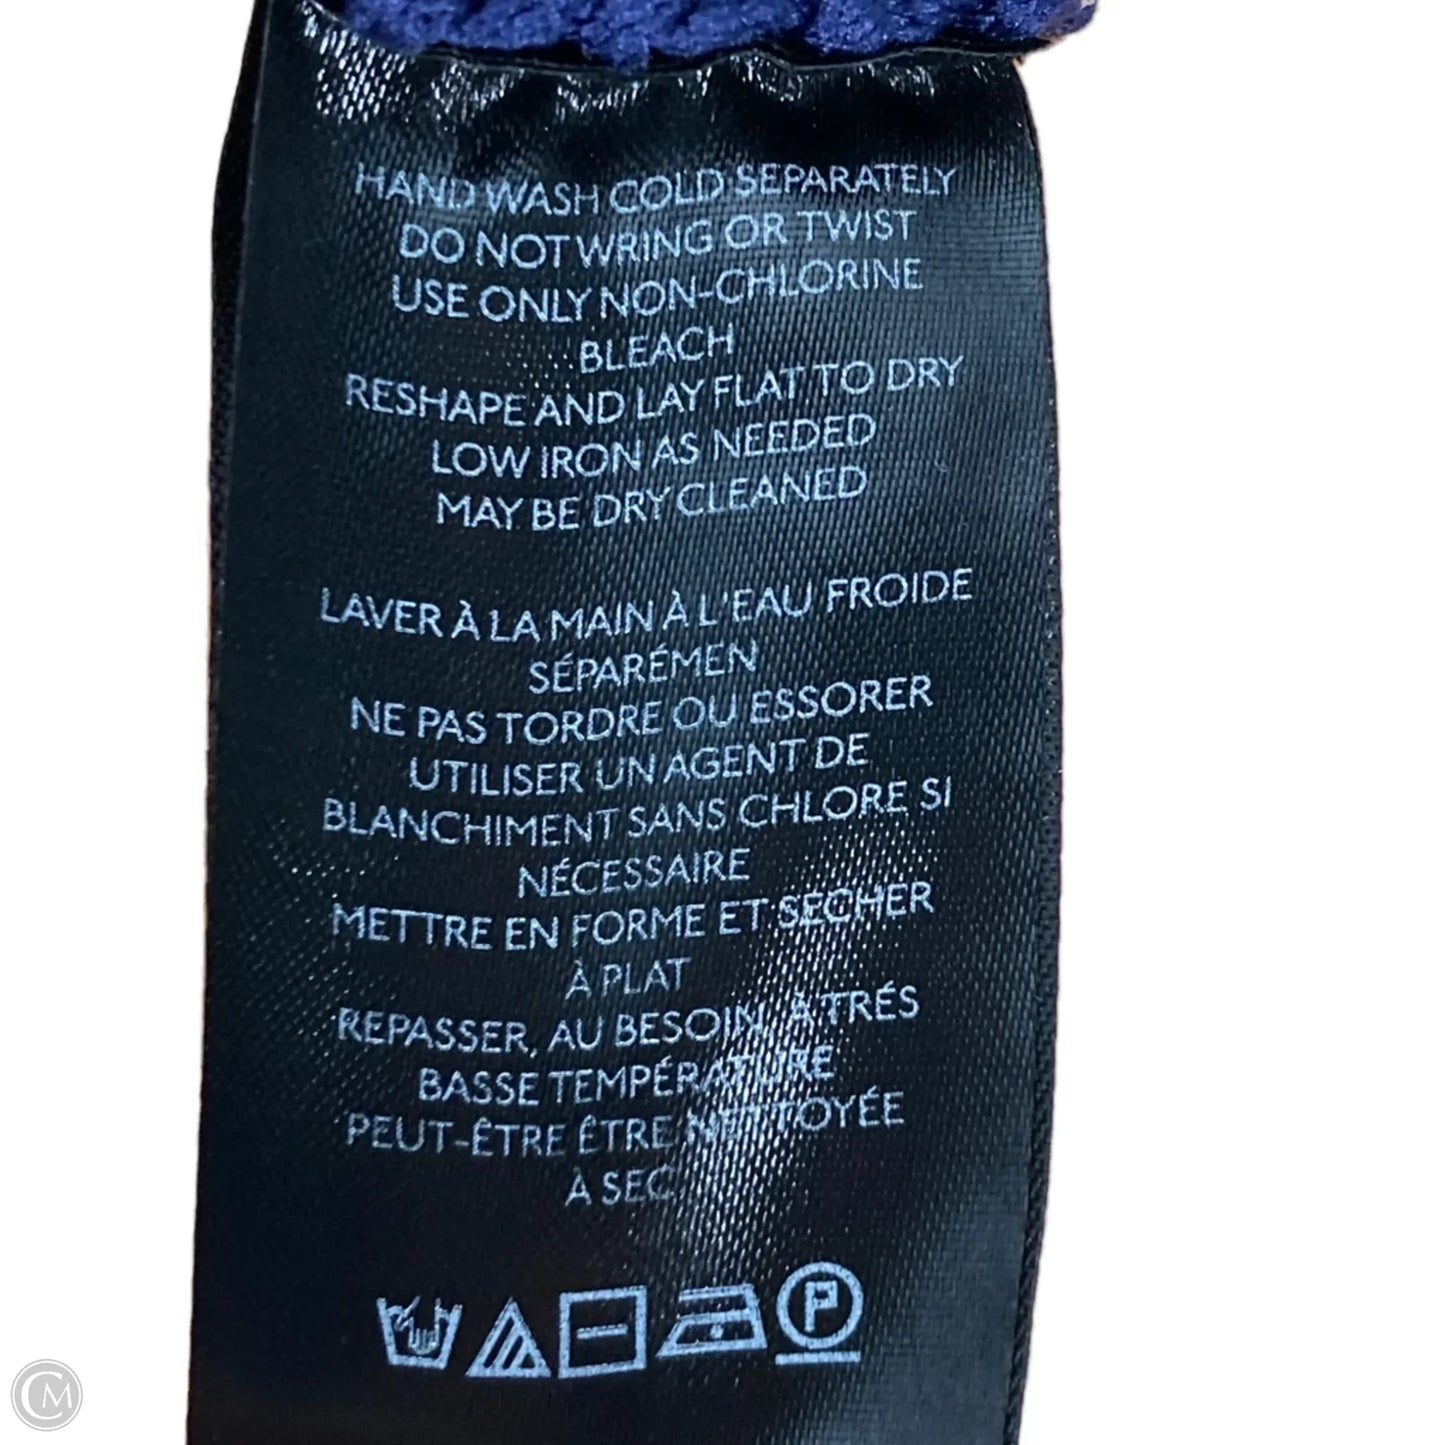 HAND WASH COLD SEPARATELY
DO NOT WRING OR TWIST
USE ONLY NON-CHLORINE
BLEACH
RESHAPE AND LAY FLAT TO DRY
LOW IRON AS NEEDED
MAY BE DRY CLEANED
LAVER À LA MAIN À L'EAU FROIDE
SÉPARÉMEN
NE PAS TORDRE OU ESSORER
UTILISER UN AGENT DE
BLANCHIMENT SANS CHLORE SI
NÉCESSAIRE
METTRE EN FORME ET SECHER
À PLAT
REPASSER, AU BESOIN, À TRÉS
BASSE TEMPÉRATURE
PEUT-ÊTRE ÊTRE NETTOYÉE
À SEC
P
CM